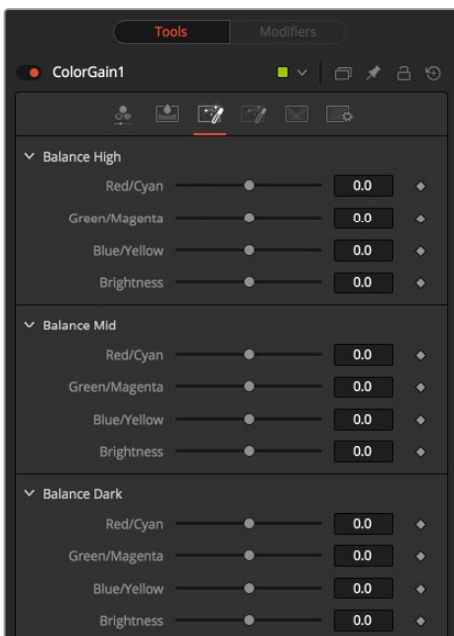 Tools Modifiers
ColorGain1
Balance High
Red/Cyan 0.0
Green/Magenta 0.0
Blue/Yellow 0.0
Brightness 0.0
Balance Mid
Red/Cyan 0.0
Green/Magenta 0.0
Blue/Yellow 0.0
Brightness 0.0
Balance Dark
Red/Cyan 0.0
Green/Magenta 0.0
Blue/Yellow 0.0
Brightness 0.0